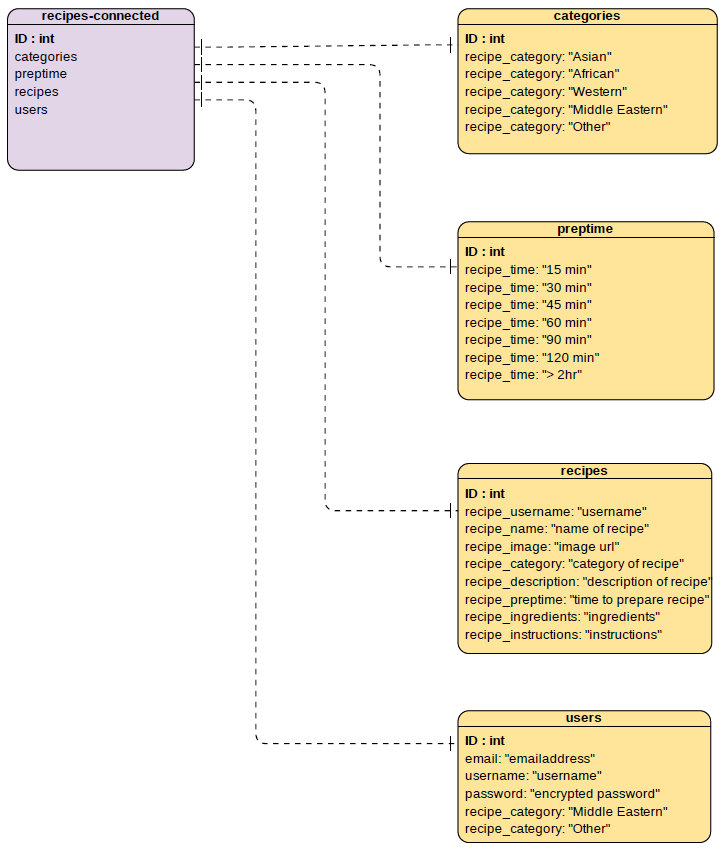 recipes-connected
ID : int
categories
preptime
recipes
users
categories
ID : int
recipe_category: "Asian"
recipe_category: "African"
recipe_category: "Western"
recipe_category: "Middle Eastern"
recipe_category: "Other"
preptime
ID : int
recipe_time: "15 min"
recipe_time: "30 min"
recipe_time: "45 min"
recipe_time: "60 min"
recipe_time: "90 min"
recipe_time: "120 min"
recipe_time: "> 2hr"
recipes
ID : int
recipe_username: "username"
recipe_name: "name of recipe"
recipe_image: "image url"
recipe_category: "category of recipe"
recipe_description: "description of recipe"
recipe_preptime: "time to prepare recipe"
recipe_ingredients: "ingredients"
recipe_instructions: "instructions"
users
ID : int
email: "emailaddress"
username: "username"
password: "encrypted password"
recipe_category: "Middle Eastern"
recipe_category: "Other"